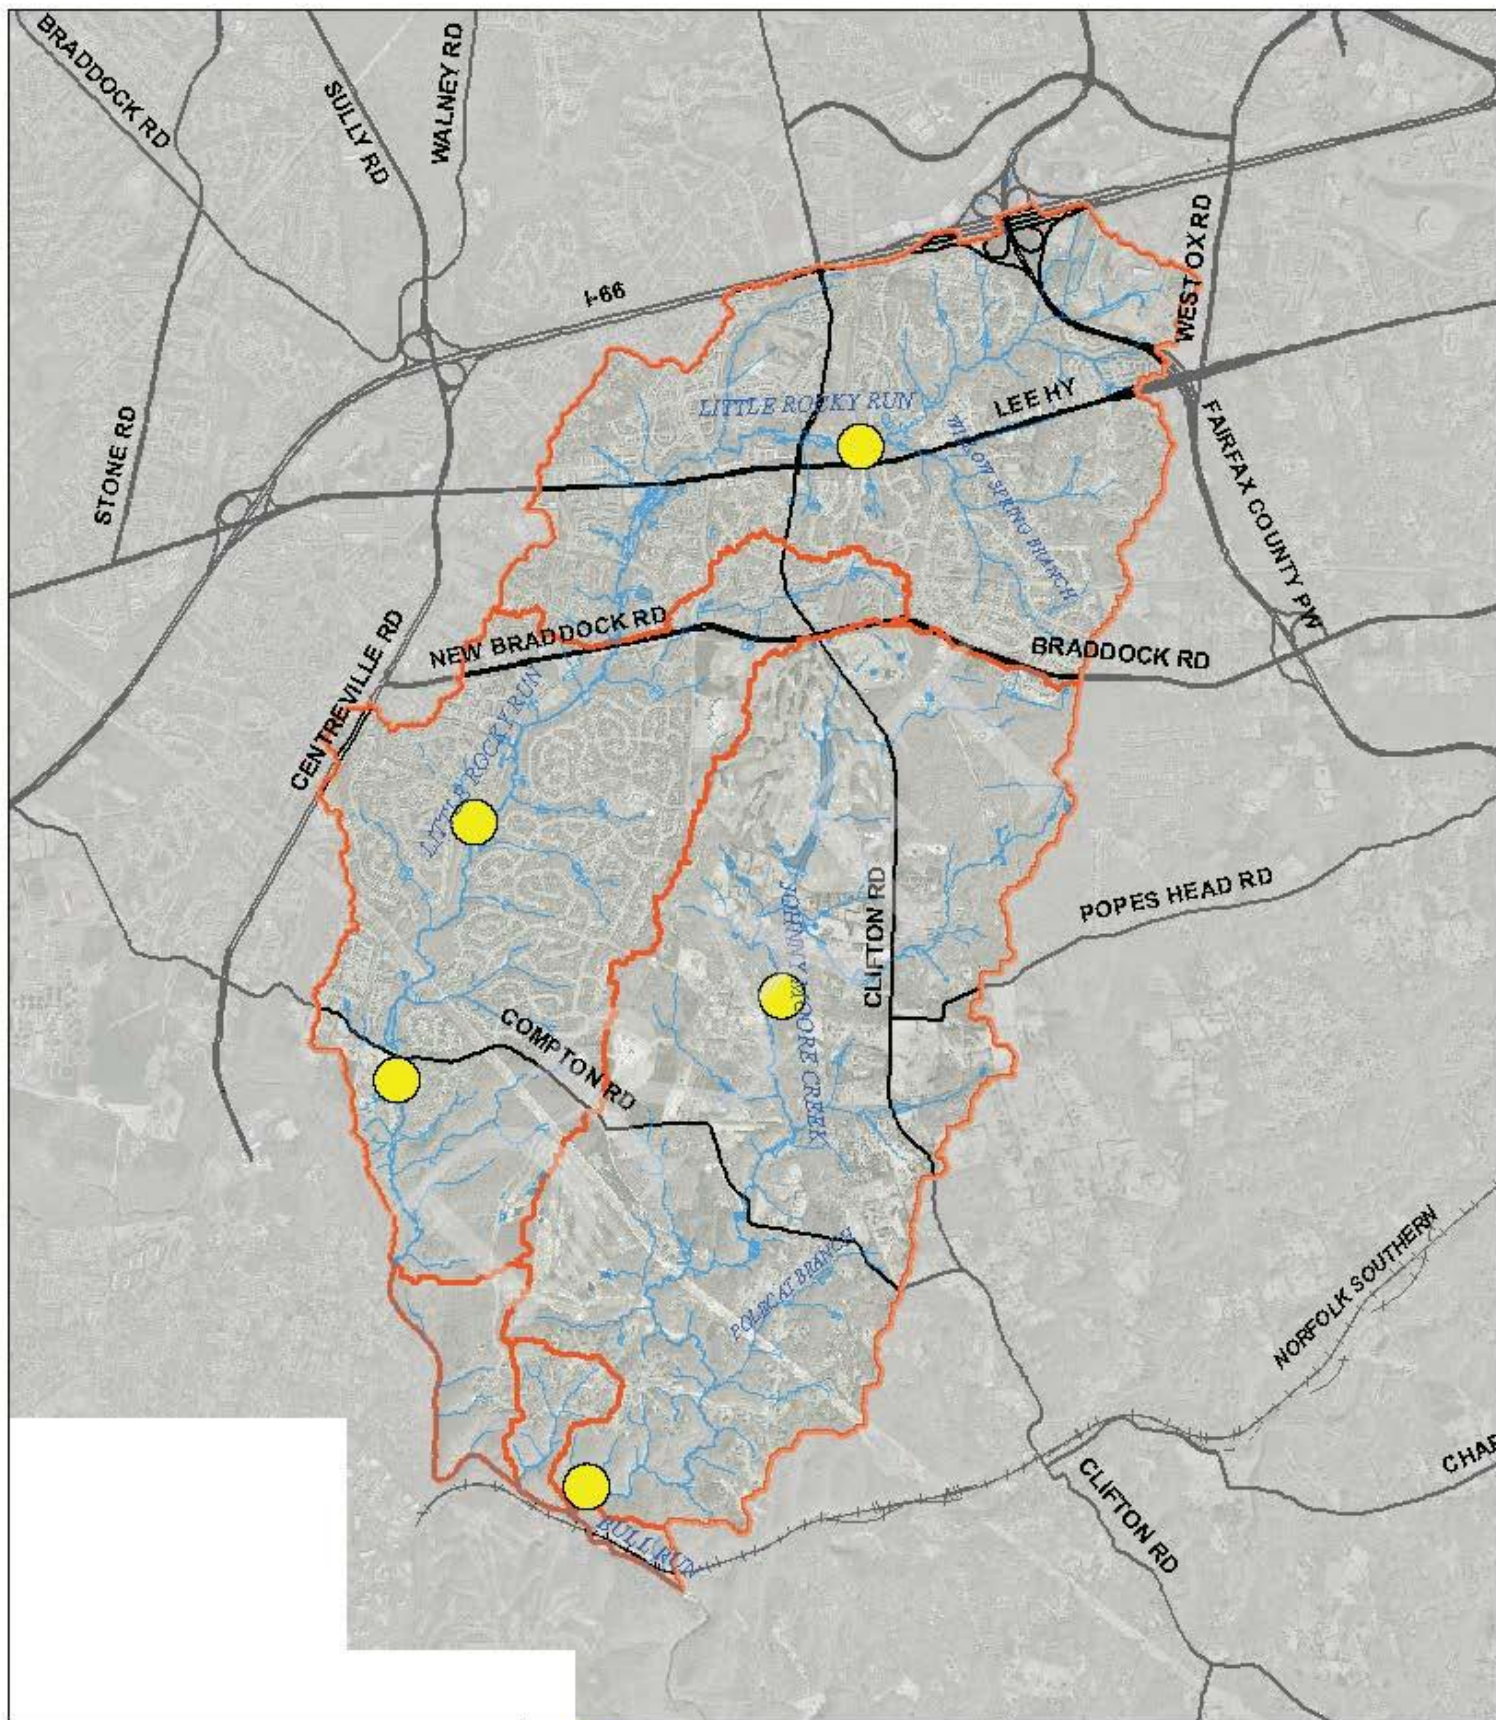 BRADDOCK RD
SULLY RD
WALNEY RD
I-66
WEST OX RD
LITTLE ROCKY RUN
LEE HY
WILLOW SPRING BRANCH
STONE RD
FAIRFAX COUNTY PW
NEW BRADDOCK RD
BRADDOCK RD
CENTREVILLE RD
LITTLE ROCKY RUN
POPES HEAD RD
JOHNNY MOORE CREEK
CLIFTON RD
COMPTON RD
POLECAT BRANCH
NORFOLK SOUTHERN
CHAP
CLIFTON RD
BULL RUN